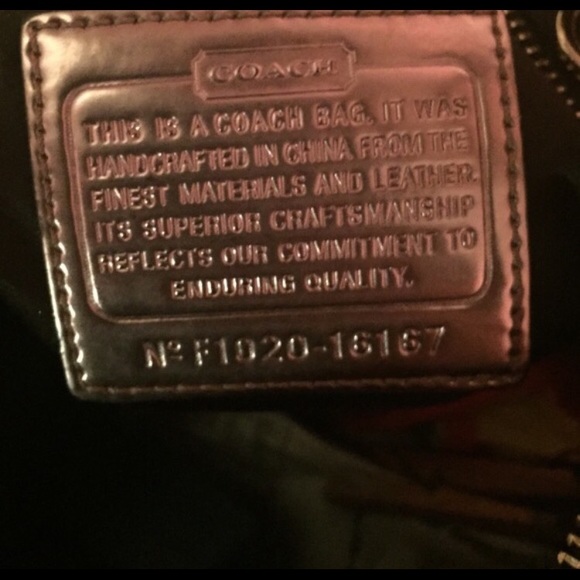 COACH
THIS IS A COACH BAG. IT WAS
HANDCRAFTED IN CHINA FROM THE
FINEST MATERIALS AND LEATHER.
ITS SUPERIOR CRAFTSMANSHIP
REFLECTS OUR COMMITMENT TO
ENDURING QUALITY.
Nº F1020-16167